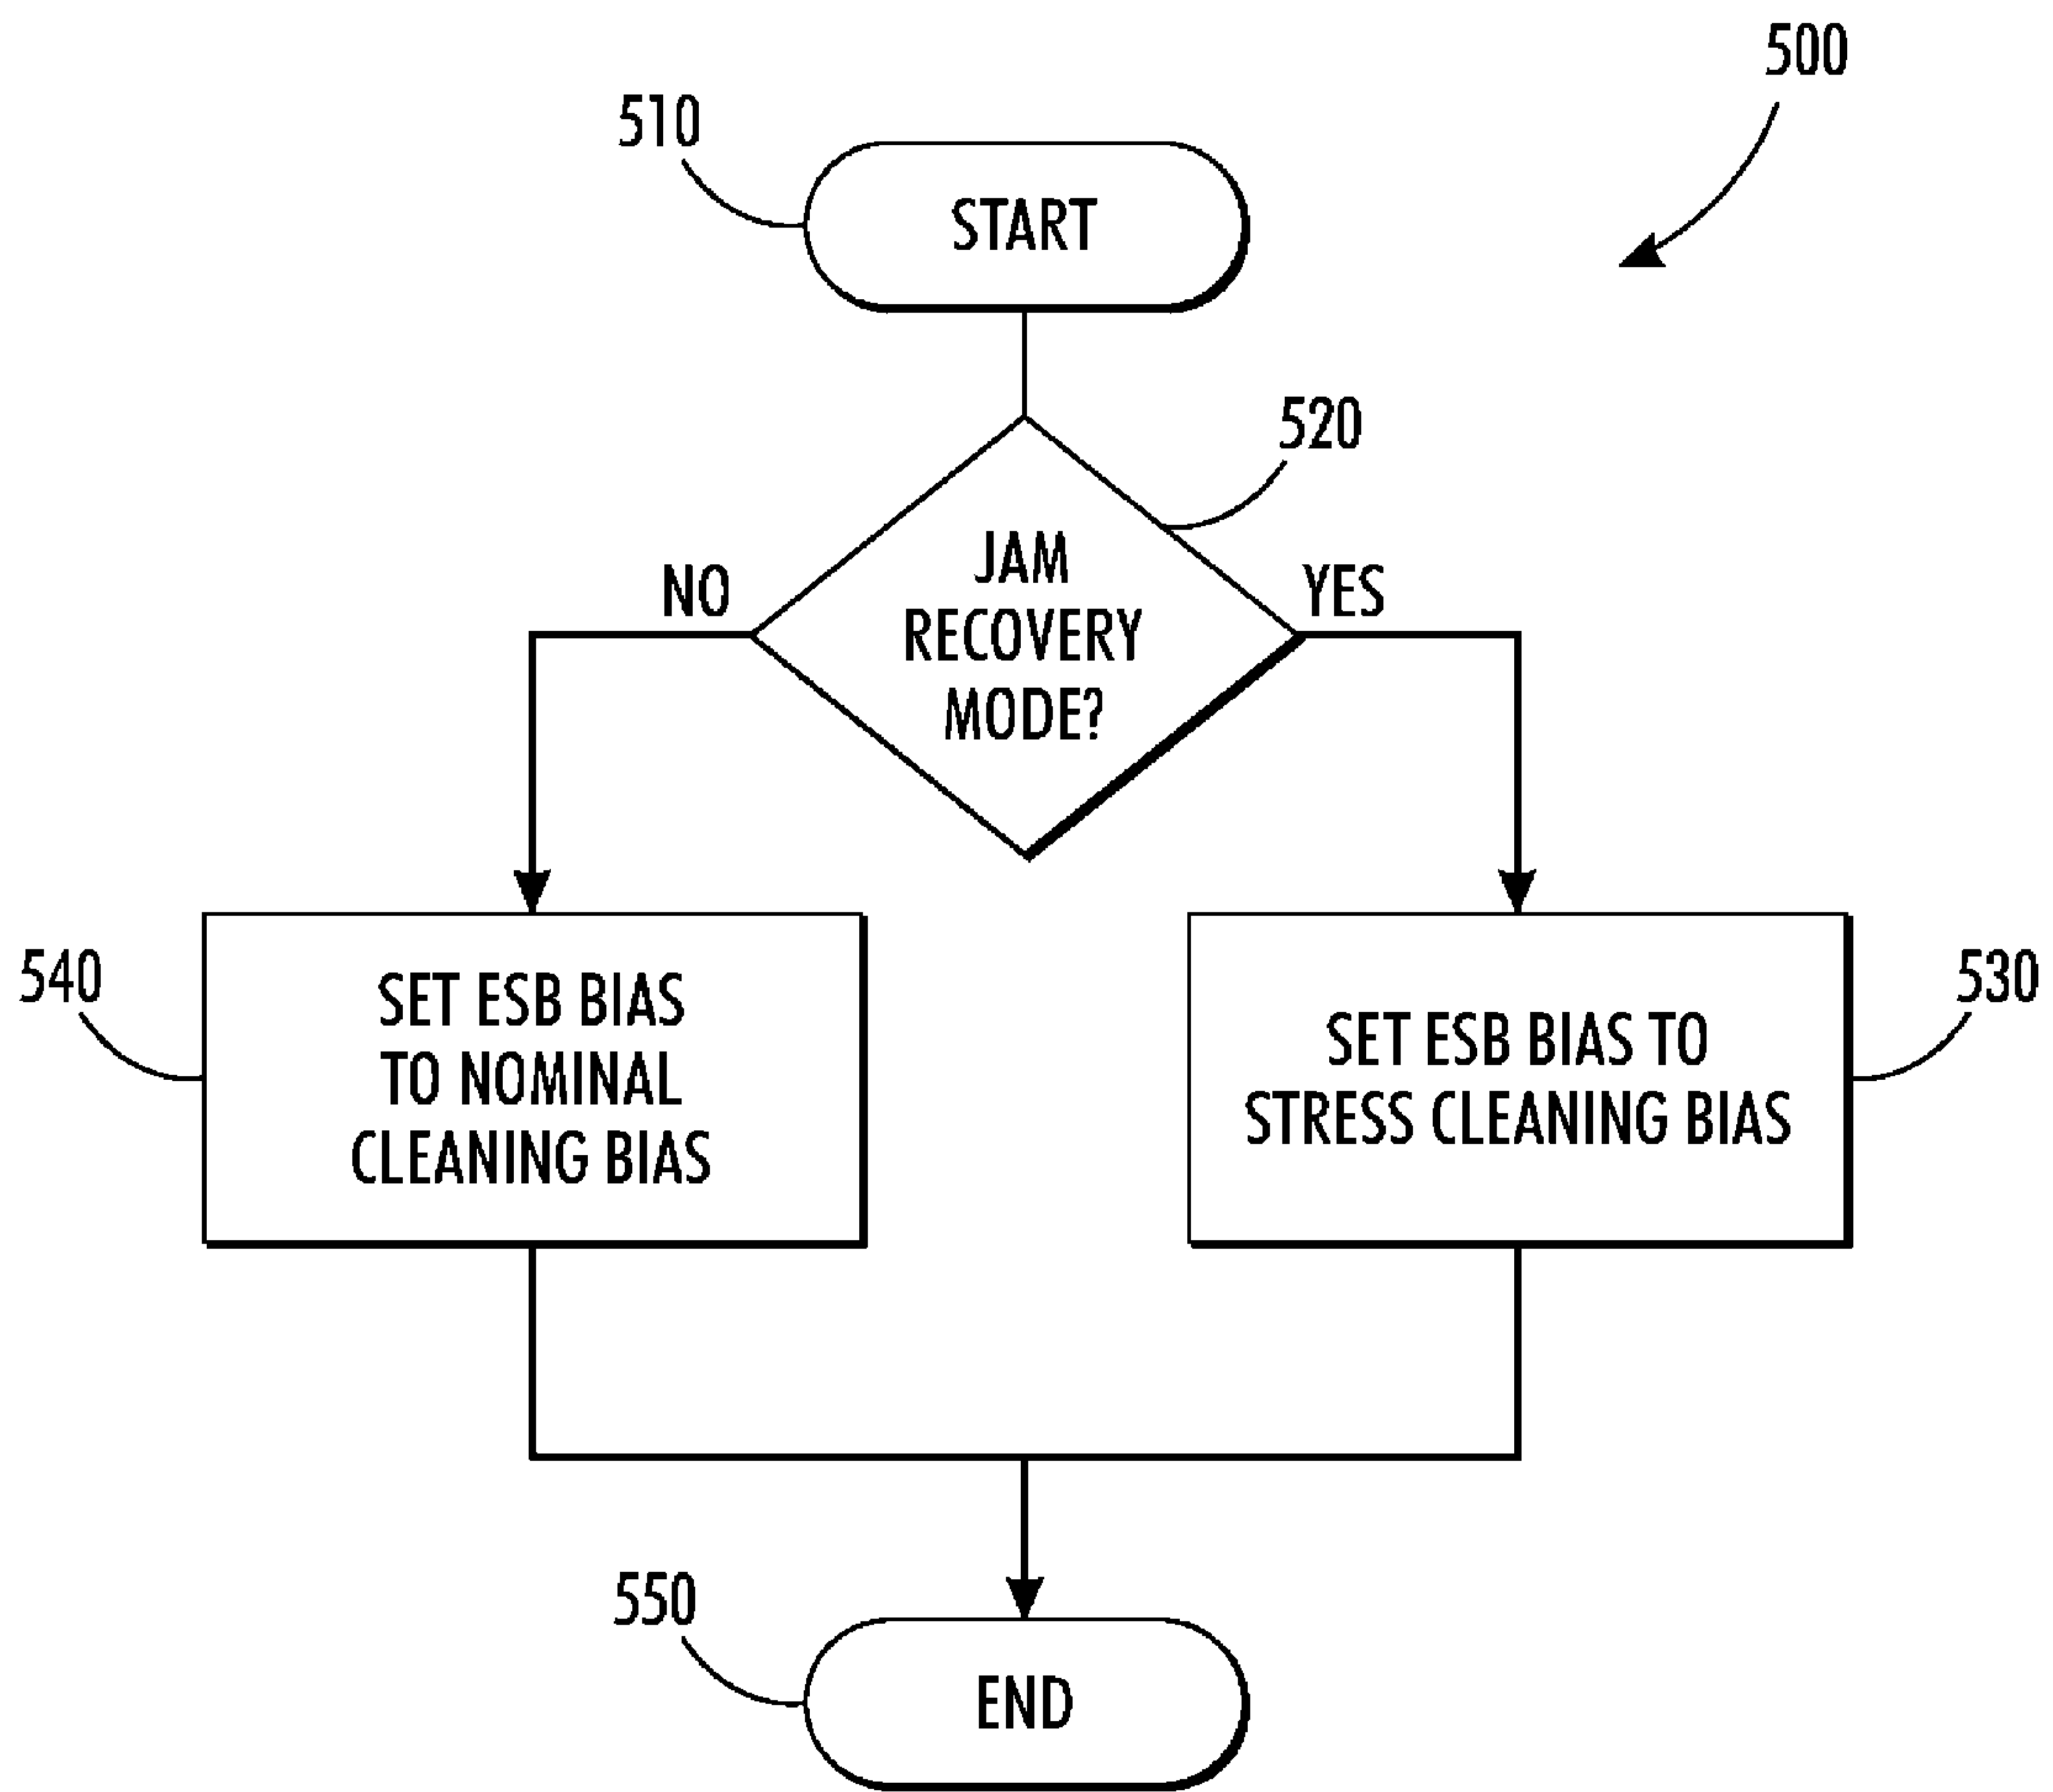 500
510
START
520
JAM
RECOVERY
MODE?
NO
YES
540
SET ESB BIAS
TO NOMINAL
CLEANING BIAS
530
SET ESB BIAS TO
STRESS CLEANING BIAS
550
END